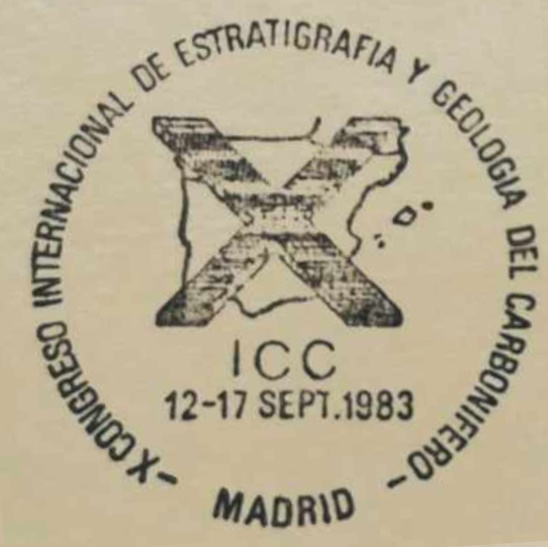 - X CONGRESO INTERNACIONAL DE ESTRATIGRAFIA Y GEOLOGIA DEL CARBONIFERO -
ICC
12-17 SEPT.1983
MADRID